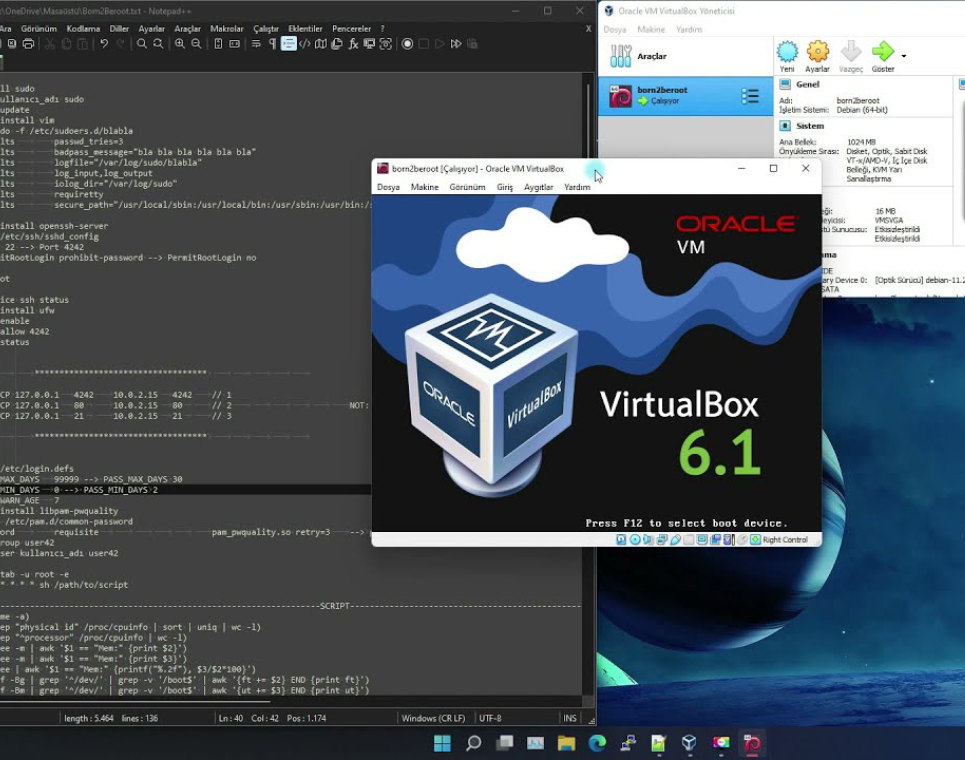 \OneDrive\Masaüstü\Born2Beroot.txt - Notepad++
Ara Görünüm Kodlama Diller Ayarlar Araçlar Makrolar Çalıştır Eklentiler Pencereler ?
ll sudo
ullanıcı_adı sudo
update
install vim
do -f /etc/sudoers.d/blabla
lts passwd_tries=3
lts badpass_message="bla bla bla bla bla bla"
lts logfile="/var/log/sudo/blabla"
lts log_input,log_output
lts iolog_dir="/var/log/sudo"
lts requiretty
lts secure_path="/usr/local/sbin:/usr/local/bin:/usr/sbin:/usr/bin:/
install openssh-server
/etc/ssh/sshd_config
22 --> Port 4242
itRootLogin prohibit-password --> PermitRootLogin no
ot
ice ssh status
install ufw
enable
allow 4242
status
***********************************
CP 127.0.0.1 4242 10.0.2.15 4242 // 1
CP 127.0.0.1 80 10.0.2.15 80 // 2 NOT:
CP 127.0.0.1 21 10.0.2.15 21 // 3
***********************************
/etc/login.defs
MAX_DAYS 99999 --> PASS_MAX_DAYS 30
MIN_DAYS 0 --> PASS_MIN_DAYS 2
WARN_AGE 7
install libpam-pwquality
/etc/pam.d/common-password
ord requisite pam_pwquality.so retry=3 --->
roup user42
ser kullanıcı_adı user42
tab -u root -e
* * * * sh /path/to/script
SCRIPT
me -a)
ep "physical id" /proc/cpuinfo | sort | uniq | wc -l)
ep "^processor" /proc/cpuinfo | wc -l)
ee -m | awk '$1 == "Mem:" {print $2}')
ee -m | awk '$1 == "Mem:" {print $3}')
ee | awk '$1 == "Mem:" {printf("%.2f"), $3/$2*100}')
f -Bg | grep '^/dev/' | grep -v '/boot$' | awk '{ft += $2} END {print ft}')
f -Bm | grep '^/dev/' | grep -v '/boot$' | awk '{ut += $3} END {print ut}')
length : 5.464 lines : 136 Ln : 40 Col : 42 Pos : 1.174 Windows (CR LF) UTF-8 INS
Oracle VM VirtualBox Yöneticisi
Dosya Makine Yardım
Araçlar
Yeni Ayarlar Vazgeç Göster
born2beroot
Çalışıyor
Genel
Adı: born2beroot
İşletim Sistemi: Debian (64-bit)
Sistem
Ana Bellek: 1024 MB
Önyükleme Sırası: Disket, Optik, Sabit Disk
VT-x/AMD-V, İç İçe Disk
Belleği, KVM Yarı
Sanallaştırma
eği: 16 MB
eyicisi: VMSVGA
tü Sunucusu: Etkisizleştirildi
Etkisizleştirildi
ama
IDE
ary Device 0: [Optik Sürücü] debian-11.2
SATA
born2beroot [Çalışıyor] - Oracle VM VirtualBox
Dosya Makine Görünüm Giriş Aygıtlar Yardım
ORACLE
VM
ORACLE
VirtualBox
VirtualBox
6.1
Press F12 to select boot device.
Right Control